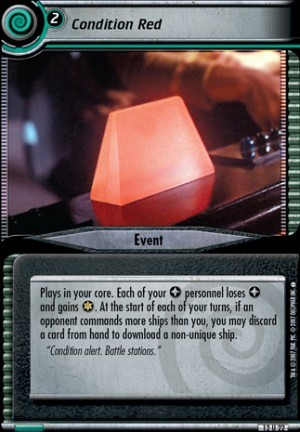 2
Condition Red
Event
Plays in your core. Each of your personnel loses
and gains . At the start of each of your turns, if an
opponent commands more ships than you, you may discard
a card from hand to download a non-unique ship.
"Condition alert. Battle stations."
12 U 22